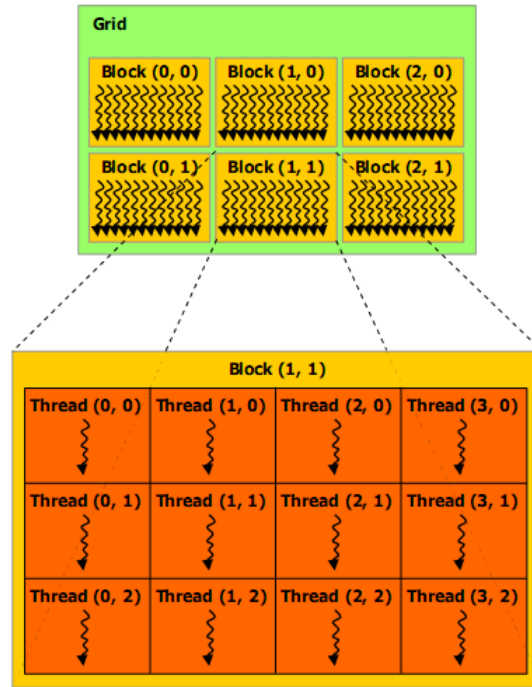 Grid
Block (0, 0) Block (1, 0) Block (2, 0)
Block (0, 1) Block (1, 1) Block (2, 1)
Block (1, 1)
Thread (0, 0) Thread (1, 0) Thread (2, 0) Thread (3, 0)
Thread (0, 1) Thread (1, 1) Thread (2, 1) Thread (3, 1)
Thread (0, 2) Thread (1, 2) Thread (2, 2) Thread (3, 2)